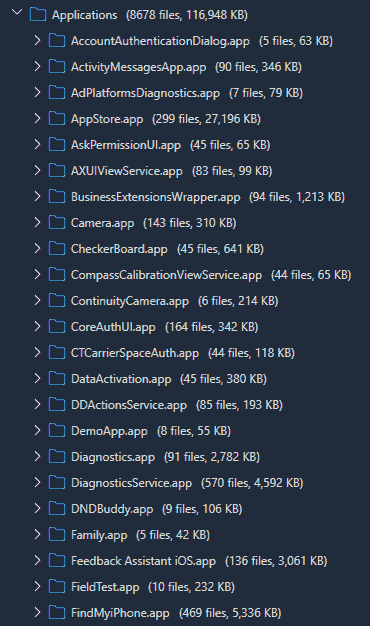 Applications (8678 files, 116,948 KB)
AccountAuthenticationDialog.app (5 files, 63 KB)
ActivityMessagesApp.app (90 files, 346 KB)
AdPlatformsDiagnostics.app (7 files, 79 KB)
AppStore.app (299 files, 27,196 KB)
AskPermissionUI.app (45 files, 65 KB)
AXUIViewService.app (83 files, 99 KB)
BusinessExtensionsWrapper.app (94 files, 1,213 KB)
Camera.app (143 files, 310 KB)
CheckerBoard.app (45 files, 641 KB)
CompassCalibrationViewService.app (44 files, 65 KB)
ContinuityCamera.app (6 files, 214 KB)
CoreAuthUI.app (164 files, 342 KB)
CTCarrierSpaceAuth.app (44 files, 118 KB)
DataActivation.app (45 files, 380 KB)
DDActionsService.app (85 files, 193 KB)
DemoApp.app (8 files, 55 KB)
Diagnostics.app (91 files, 2,782 KB)
DiagnosticsService.app (570 files, 4,592 KB)
DNDBuddy.app (9 files, 106 KB)
Family.app (5 files, 42 KB)
Feedback Assistant iOS.app (136 files, 3,061 KB)
FieldTest.app (10 files, 232 KB)
FindMyiPhone.app (469 files, 5,336 KB)